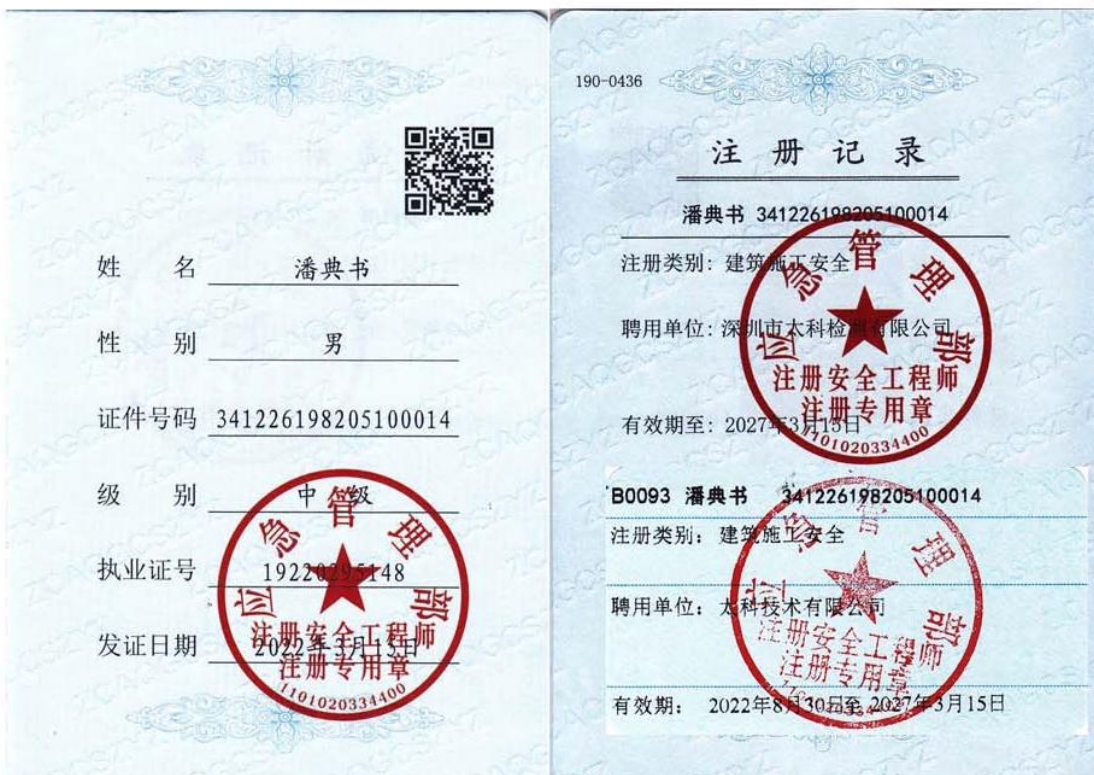 姓 名 潘典书
性 别 男
证件号码 341226198205100014
级 别 中 级
执业证号 19220295148
发证日期 2022年3月15日
应急管理部
注册安全工程师
注册专用章
1101020334400
190-0436
注册记录
潘典书 341226198205100014
注册类别: 建筑施工安全
聘用单位: 深圳市太科检测有限公司
有效期至: 2027年3月15日
应急管理部
注册安全工程师
注册专用章
1101020334400
B0093 潘典书 341226198205100014
注册类别: 建筑施工安全
聘用单位: 太科技术有限公司
有效期: 2022年8月30日至 2027年3月15日
应急管理部
注册安全工程师
注册专用章